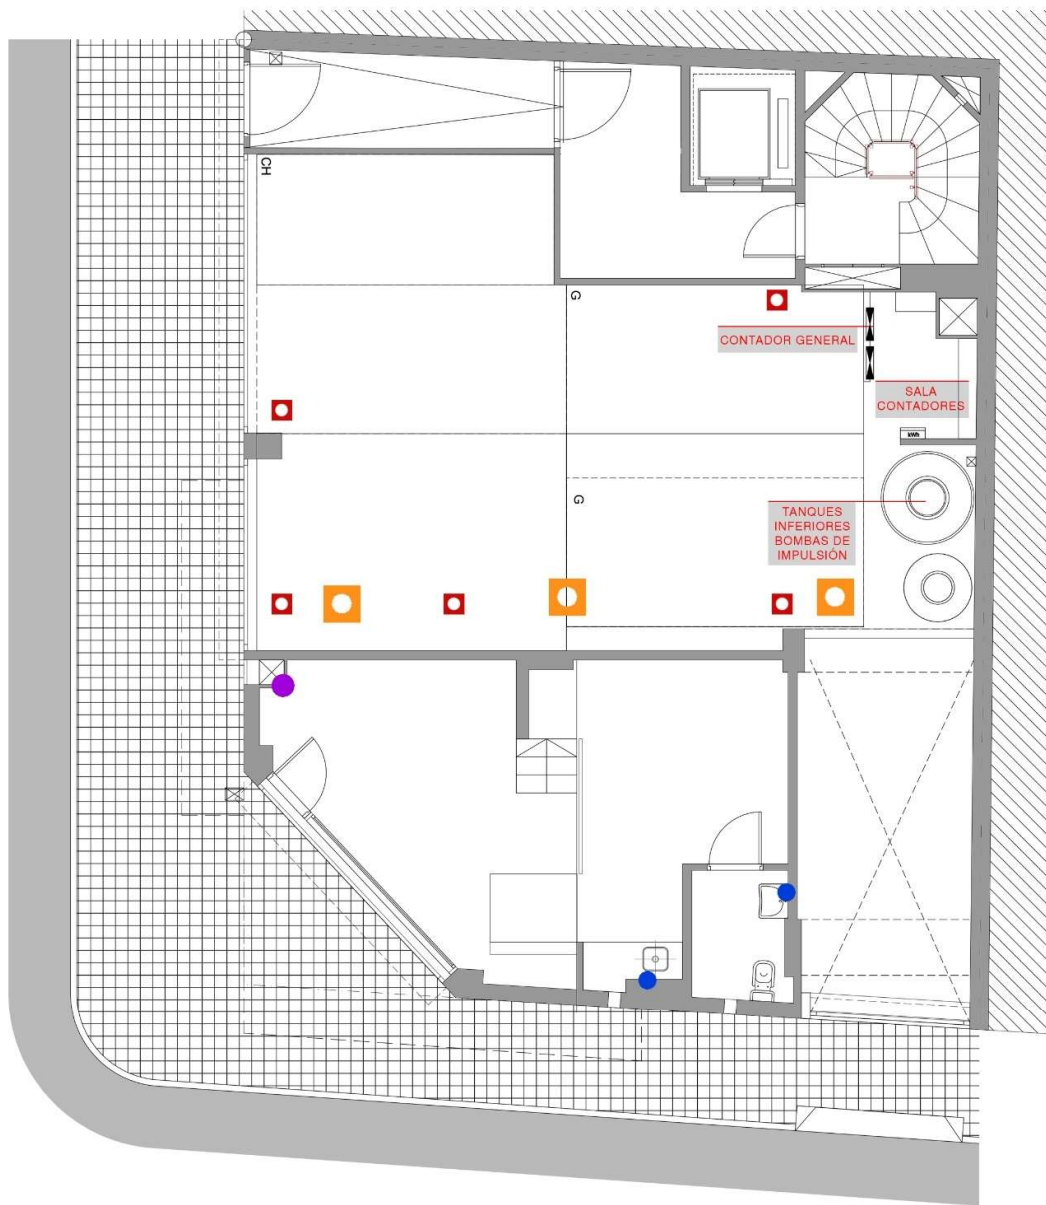 CH
G
CONTADOR GENERAL
SALA
CONTADORES
kWh
G
TANQUES
INFERIORES
BOMBAS DE
IMPULSIÓN